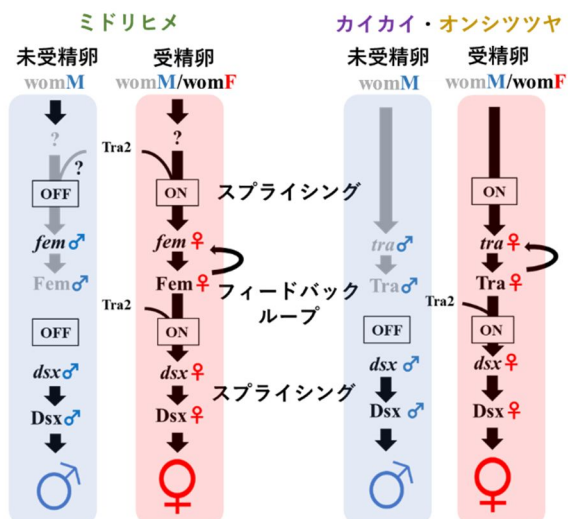 ミドリヒメ
カイカイ・オンシツツヤ
未受精卵
受精卵
未受精卵
受精卵
womM
womM/womF
womM
womM/womF
?
Tra2
?
?
OFF
ON
スプライシング
ON
fem♂
fem♀
tra♂
tra♀
Fem♂
Fem♀
フィードバック
ループ
Tra♂
Tra♀
Tra2
Tra2
OFF
ON
OFF
ON
dsx♂
dsx♀
スプライシング
dsx♂
dsx♀
Dsx♂
Dsx♀
Dsx♂
Dsx♀
♂
♀
♂
♀